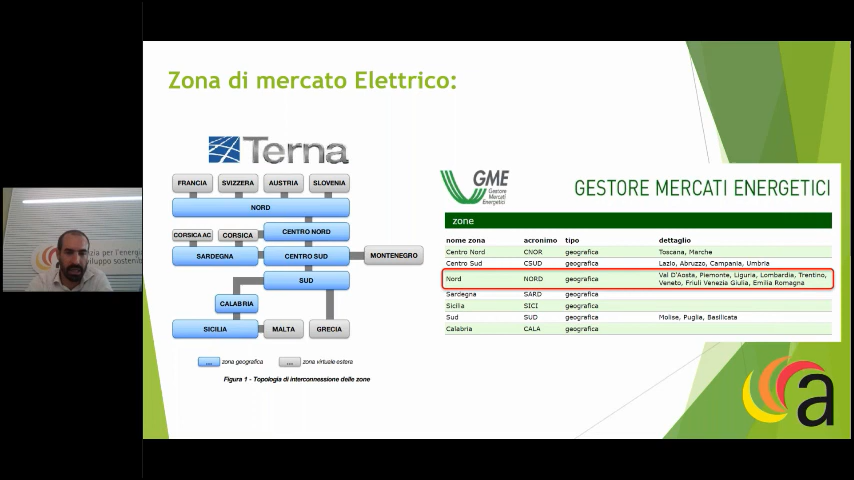 Zona di mercato Elettrico:
Terna
FRANCIA SVIZZERA AUSTRIA SLOVENIA
NORD
CORSICA AC CORSICA CENTRO NORD
SARDEGNA CENTRO SUD MONTENEGRO
SUD
CALABRIA
SICILIA MALTA GRECIA
... zona geografica ... zona virtuale estera
Figura 1 - Topologia di interconnessione delle zone
GME
Gestore
Mercati
Energetici
GESTORE MERCATI ENERGETICI
zone
nome zona acronimo tipo dettaglio
Centro Nord CNOR geografica Toscana, Marche
Centro Sud CSUD geografica Lazio, Abruzzo, Campania, Umbria
Nord NORD geografica Val D'Aosta, Piemonte, Liguria, Lombardia, Trentino,
Veneto, Friuli Venezia Giulia, Emilia Romagna
Sardegna SARD geografica
Sicilia SICI geografica
Sud SUD geografica Molise, Puglia, Basilicata
Calabria CALA geografica
a
per l'energia
sviluppo